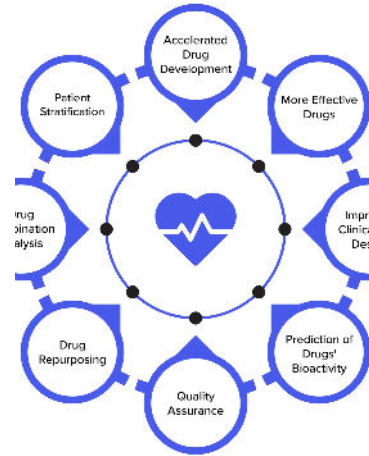 Accelerated
Drug
Development
Patient
Stratification
More Effective
Drugs
Drug
Repurposing
Prediction of
Drugs'
Bioactivity
Quality
Assurance